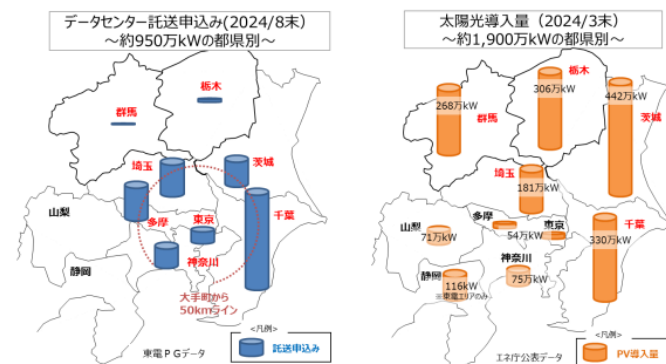 データセンター託送申込み(2024/8末)
～約950万kWの都県別～
栃木
群馬
埼玉
茨城
山梨
多摩
東京
千葉
神奈川
静岡
大手町から
50kmライン
東電PGデータ
<凡例>
託送申込み
太陽光導入量（2024/3末）
～約1,900万kWの都県別～
栃木
306万kW
442万kW
268万kW
群馬
茨城
埼玉
181万kW
多摩
東京
千葉
山梨
71万kW
54万kW
330万kW
神奈川
静岡
75万kW
116kW
※東電エリアのみ
<凡例>
エネ庁公表データ
PV導入量